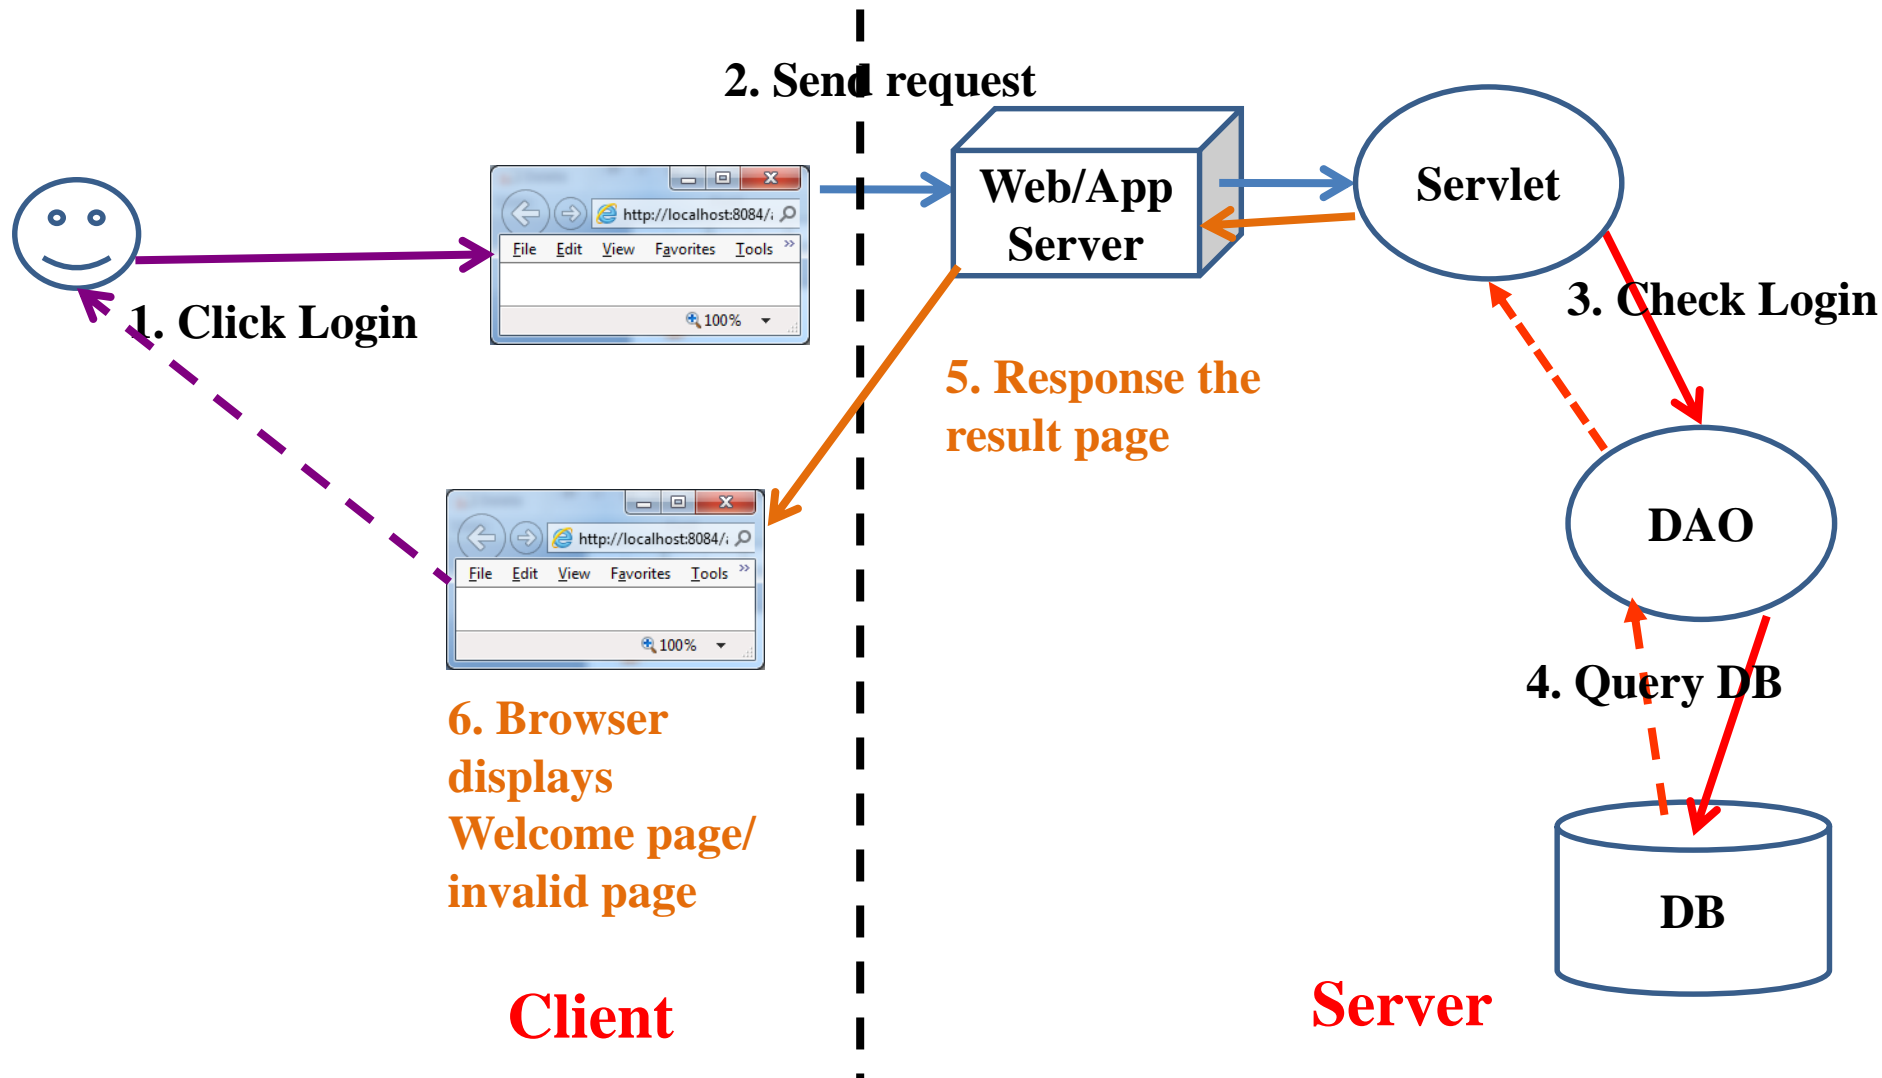 2. Send request
Web/App
Server
Servlet
http://localhost:8084/
File Edit View Favorites Tools »
100%
1. Click Login
3. Check Login
5. Response the
result page
DAO
http://localhost:8084/
File Edit View Favorites Tools »
100%
4. Query DB
6. Browser
displays
Welcome page/
invalid page
DB
Client
Server